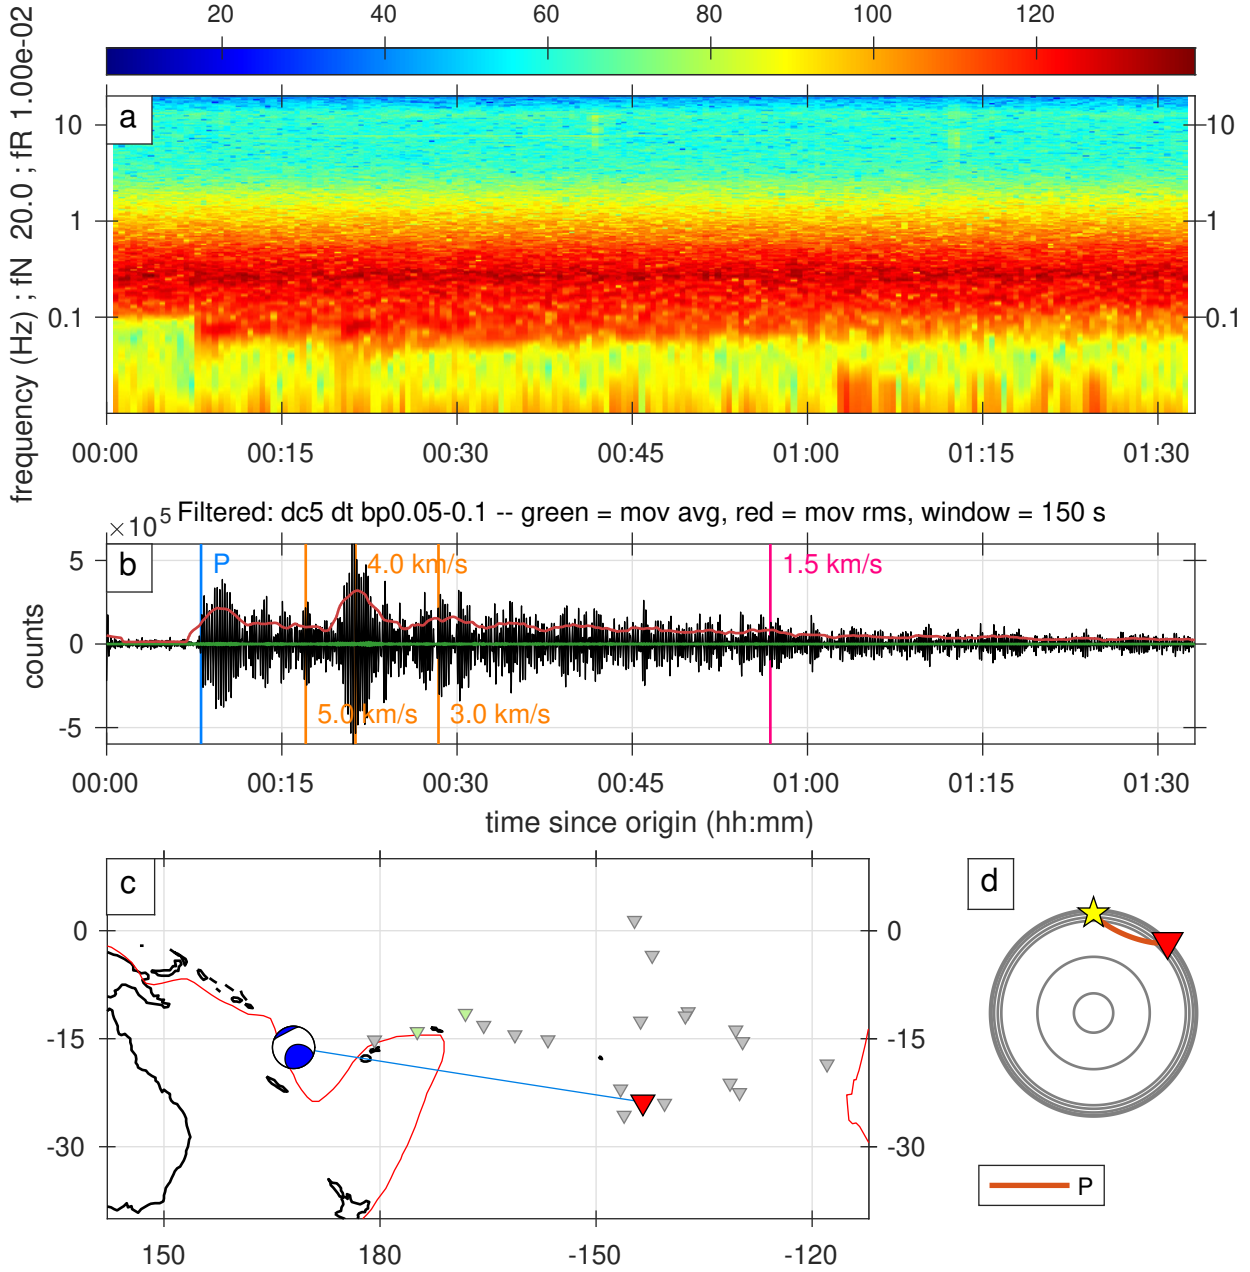 20 40 60 80 100 120
frequency (Hz) ; fN 20.0 ; fR 1.00e-02
a
10 10
1 1
0.1 0.1
00:00 00:15 00:30 00:45 01:00 01:15 01:30
×10^5 Filtered: dc5 dt bp0.05-0.1 -- green = mov avg, red = mov rms, window = 150 s
b
P 4.0 km/s 1.5 km/s
5
0
-5
counts
5.0 km/s 3.0 km/s
00:00 00:15 00:30 00:45 01:00 01:15 01:30
time since origin (hh:mm)
c
0 0
-15 -15
-30 -30
150 180 -150 -120
d
P